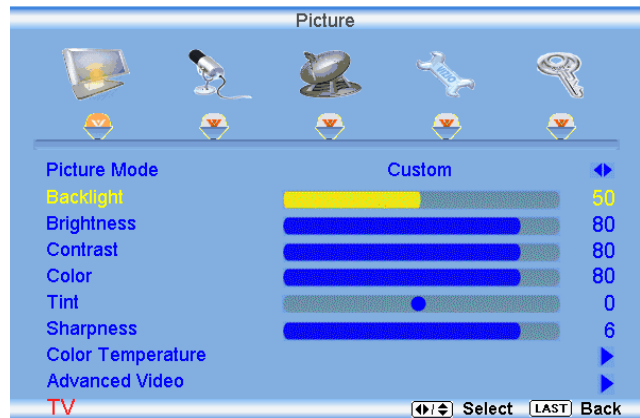 Picture
VIZIO
Picture Mode Custom
Backlight 50
Brightness 80
Contrast 80
Color 80
Tint 0
Sharpness 6
Color Temperature
Advanced Video
TV Select LAST Back